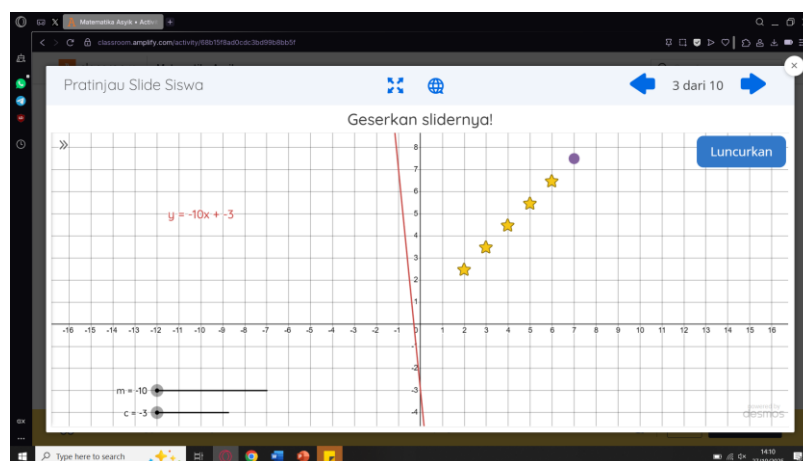 Matematika Asyik • Activi
classroom.amplify.com/activity/68b15f8ad0cdc3bd99b8bb5f
Pratinjau Slide Siswa
3 dari 10
Geserkan slidernya!
Luncurkan
y = -10x + -3
8
7
6
5
4
3
2
1
-16 -15 -14 -13 -12 -11 -10 -9 -8 -7 -6 -5 -4 -3 -2 -1 0 1 2 3 4 5 6 7 8 9 10 11 12 13 14 15 16
-1
-2
-3
-4
m = -10
c = -3
powered by
desmos
Type here to search
14:10